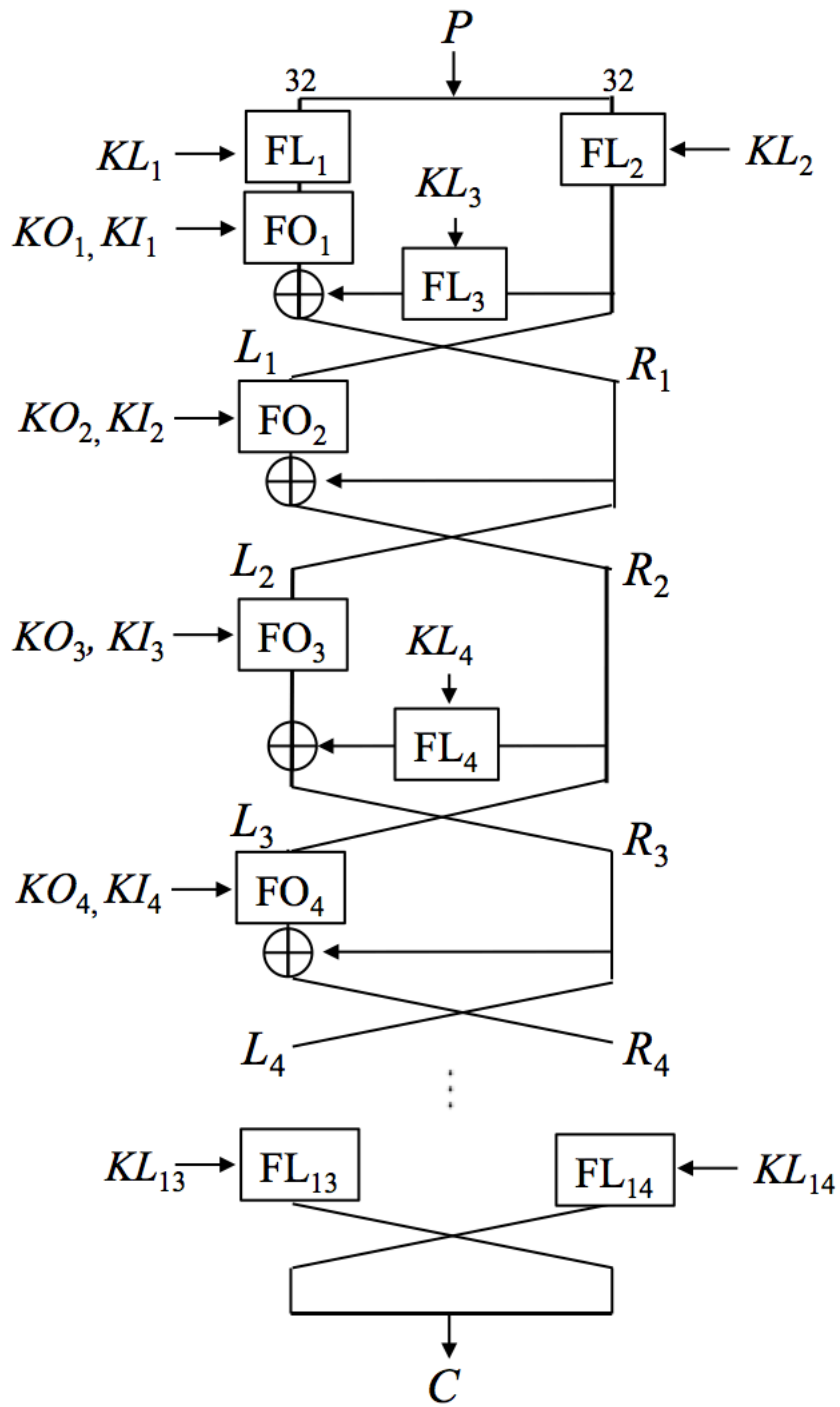 P
32 32
KL₁ FL₁ FL₂ KL₂
KL₃
KO₁, KI₁ FO₁
FL₃
L₁ R₁
KO₂, KI₂ FO₂
L₂ R₂
KO₃, KI₃ FO₃
KL₄
FL₄
L₃ R₃
KO₄, KI₄ FO₄
L₄ R₄
⋮
KL₁₃ FL₁₃ FL₁₄ KL₁₄
C